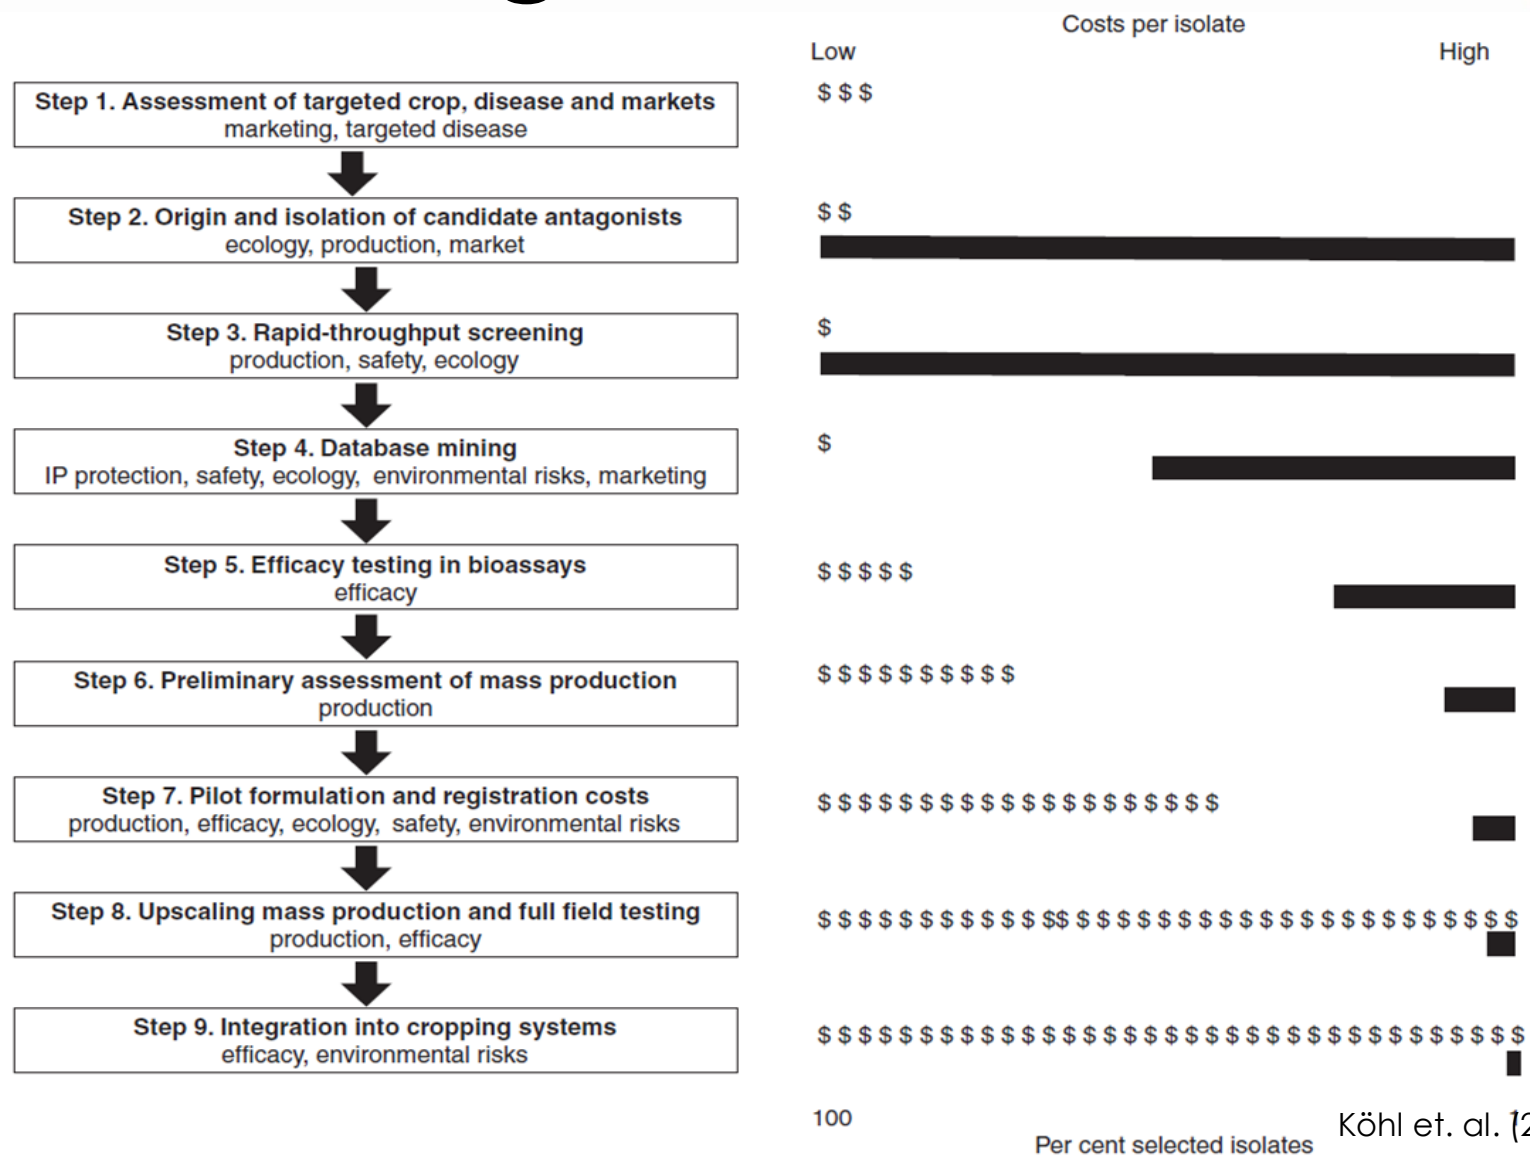 Costs per isolate
Low High
Step 1. Assessment of targeted crop, disease and markets
marketing, targeted disease
$ $ $
Step 2. Origin and isolation of candidate antagonists
ecology, production, market
$ $
Step 3. Rapid-throughput screening
production, safety, ecology
$
Step 4. Database mining
IP protection, safety, ecology, environmental risks, marketing
$
Step 5. Efficacy testing in bioassays
efficacy
$ $ $ $ $
Step 6. Preliminary assessment of mass production
production
$ $ $ $ $ $ $ $ $ $
Step 7. Pilot formulation and registration costs
production, efficacy, ecology, safety, environmental risks
$ $ $ $ $ $ $ $ $ $ $ $ $ $ $ $ $ $ $ $
Step 8. Upscaling mass production and full field testing
production, efficacy
$ $ $ $ $ $ $ $ $ $ $ $$ $ $ $ $ $ $ $ $ $ $ $ $ $ $ $ $ $ $ $ $ $ $ $
Step 9. Integration into cropping systems
efficacy, environmental risks
$ $ $ $ $ $ $ $ $ $ $ $ $ $ $ $ $ $ $ $ $ $ $ $ $ $ $ $ $ $ $ $ $ $ $
100
Köhl et. al.
Per cent selected isolates